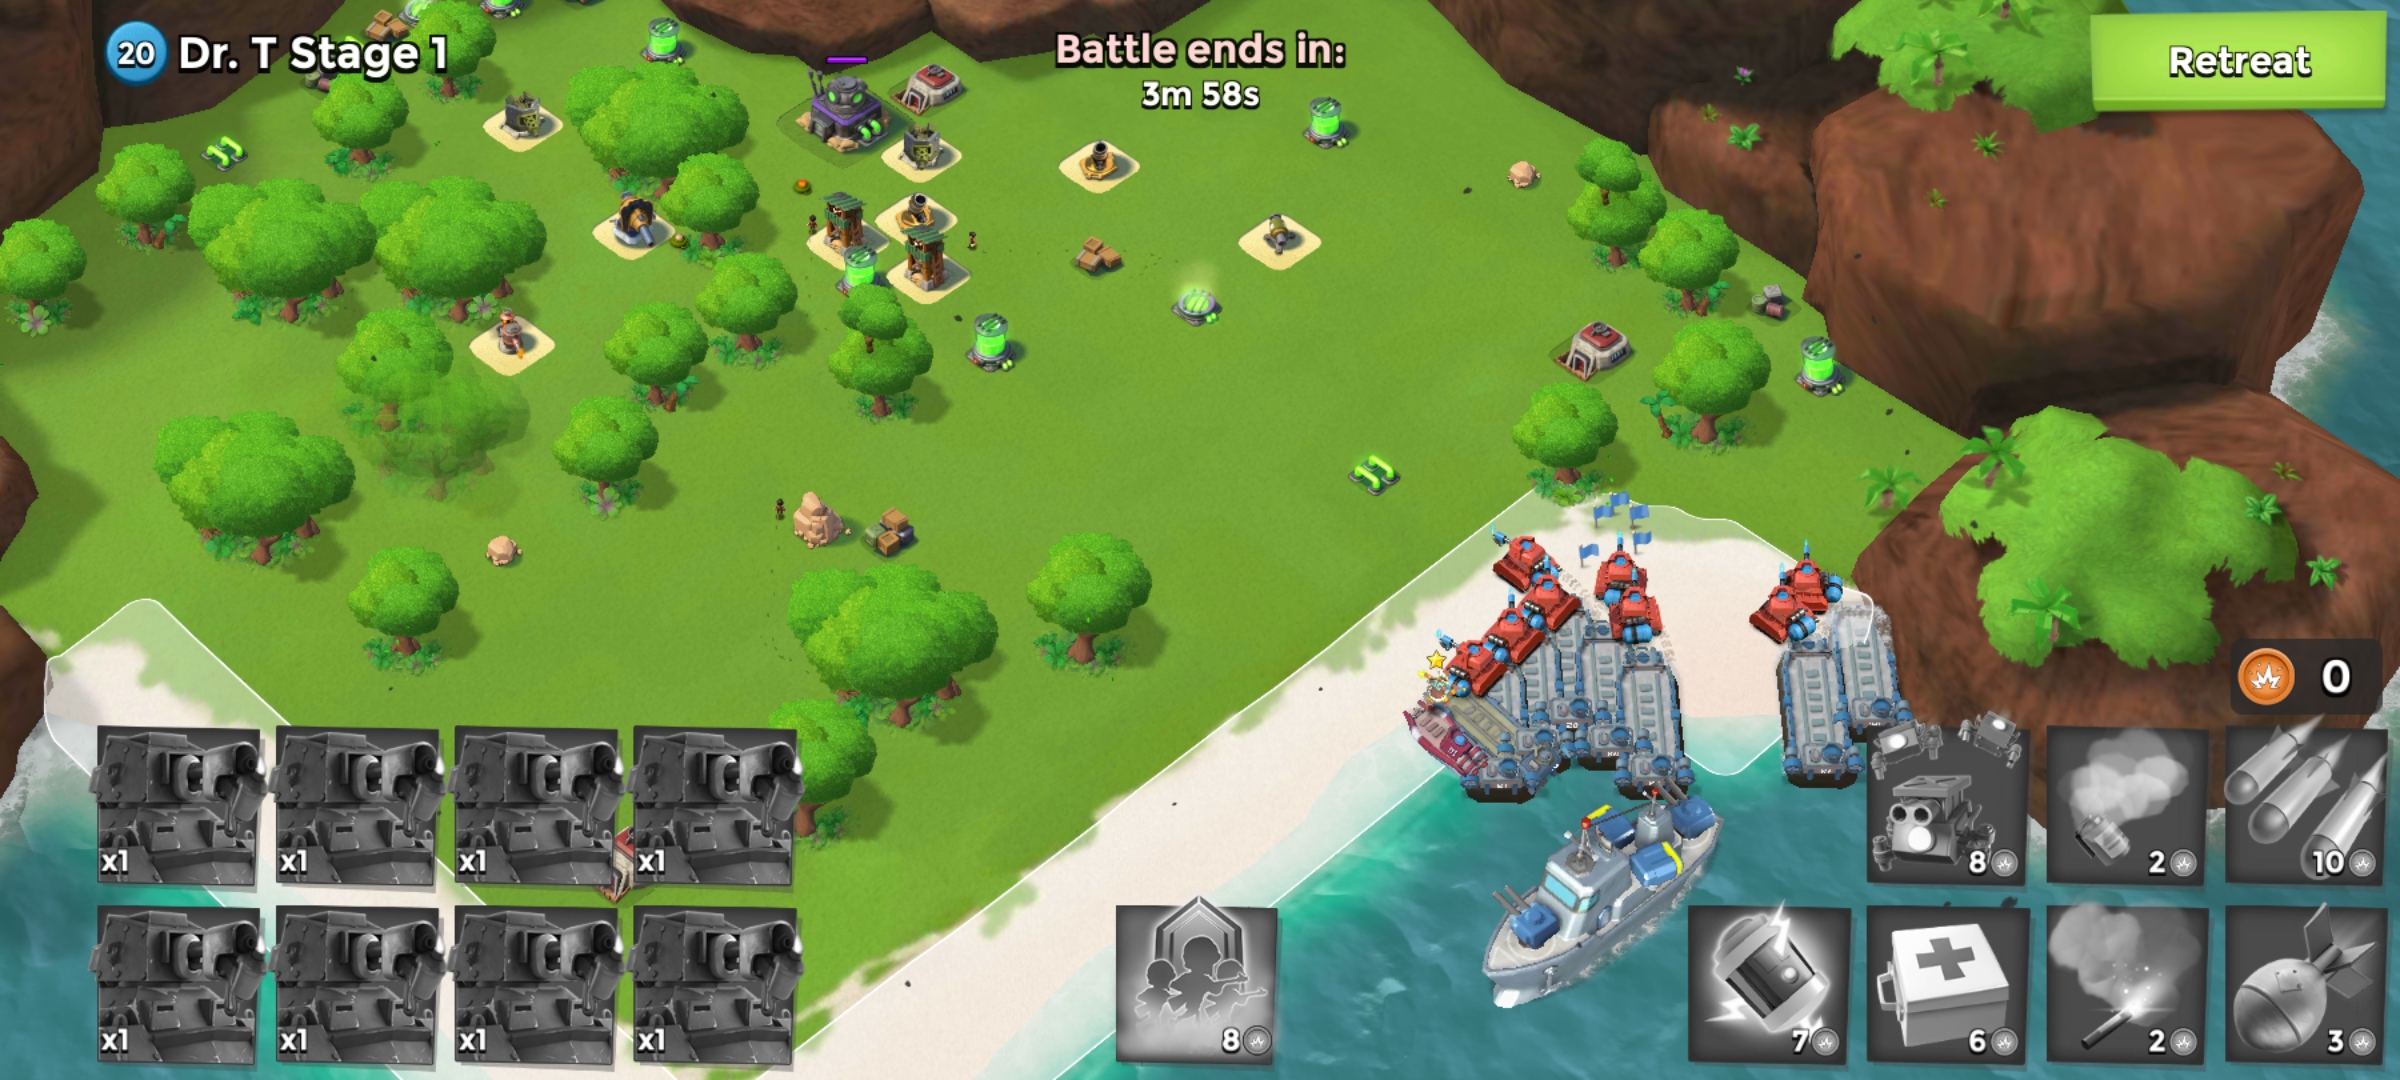 20 Dr. T Stage 1
Battle ends in:
3m 58s
Retreat
0
x1 x1 x1 x1
8 2 10
x1 x1 x1 x1
8 7 6 2 3